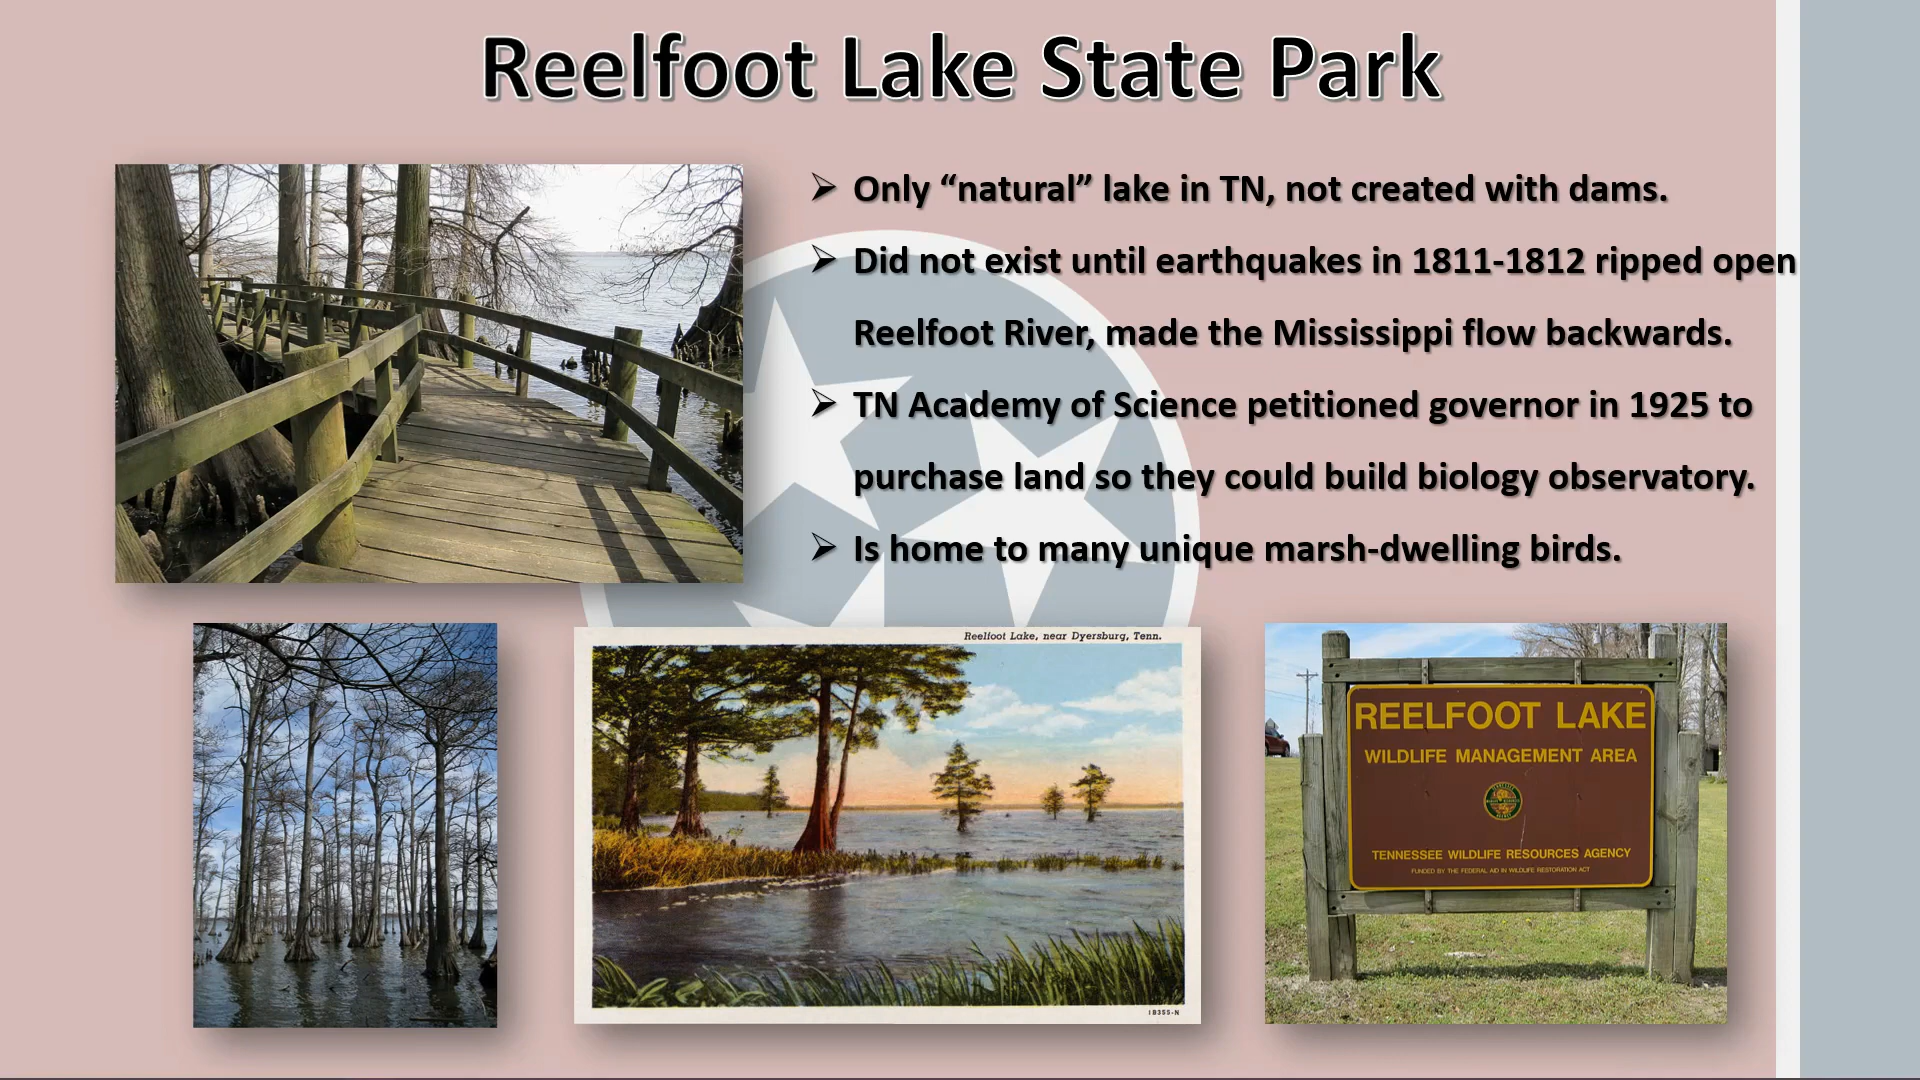 Reelfoot Lake State Park
➢ Only “natural” lake in TN, not created with dams.
➢ Did not exist until earthquakes in 1811-1812 ripped open
Reelfoot River, made the Mississippi flow backwards.
➢ TN Academy of Science petitioned governor in 1925 to
purchase land so they could build biology observatory.
➢ Is home to many unique marsh-dwelling birds.
Reelfoot Lake, near Dyersburg, Tenn.
1B355-N
REELFOOT LAKE
WILDLIFE MANAGEMENT AREA
TENNESSEE WILDLIFE RESOURCES AGENCY
FUNDED BY THE FEDERAL AID IN WILDLIFE RESTORATION ACT